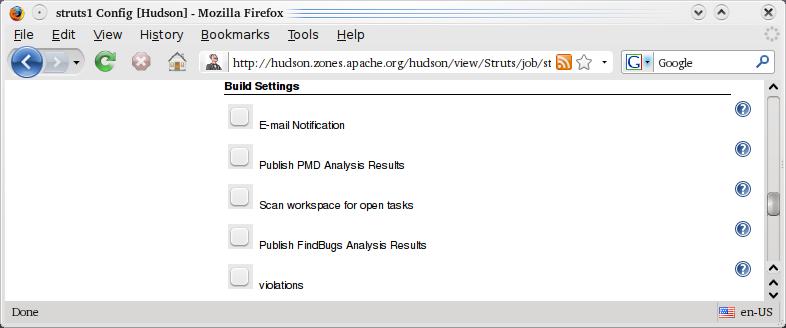 struts1 Config [Hudson] - Mozilla Firefox
File Edit View History Bookmarks Tools Help
http://hudson.zones.apache.org/hudson/view/Struts/job/st
G Google
Build Settings
E-mail Notification
Publish PMD Analysis Results
Scan workspace for open tasks
Publish FindBugs Analysis Results
violations
Done en-US